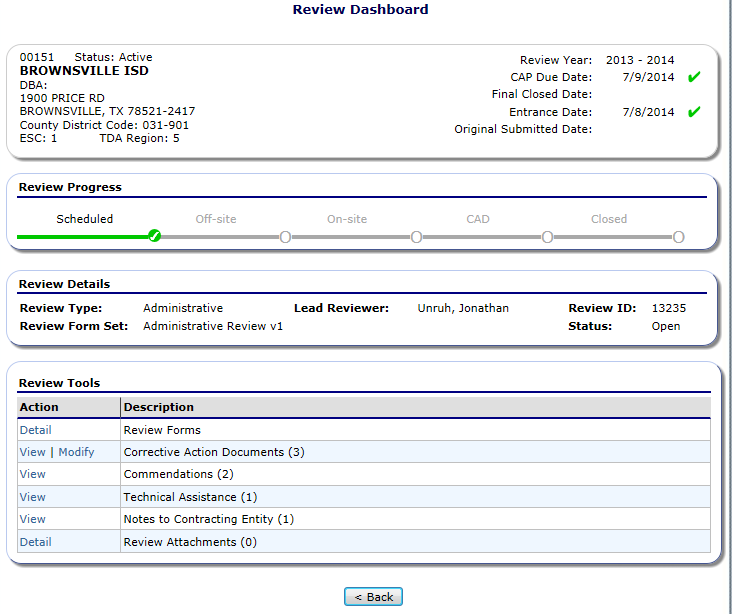 Review Dashboard
00151 Status: Active
BROWNSVILLE ISD
DBA:
1900 PRICE RD
BROWNSVILLE, TX 78521-2417
County District Code: 031-901
ESC: 1 TDA Region: 5
Review Year: 2013 - 2014
CAP Due Date: 7/9/2014
Final Closed Date:
Entrance Date: 7/8/2014
Original Submitted Date:
Review Progress
Scheduled Off-site On-site CAD Closed
Review Details
Review Type: Administrative Lead Reviewer: Unruh, Jonathan Review ID: 13235
Review Form Set: Administrative Review v1 Status: Open
Review Tools
Action Description
Detail Review Forms
View | Modify Corrective Action Documents (3)
View Commendations (2)
View Technical Assistance (1)
View Notes to Contracting Entity (1)
Detail Review Attachments (0)
< Back